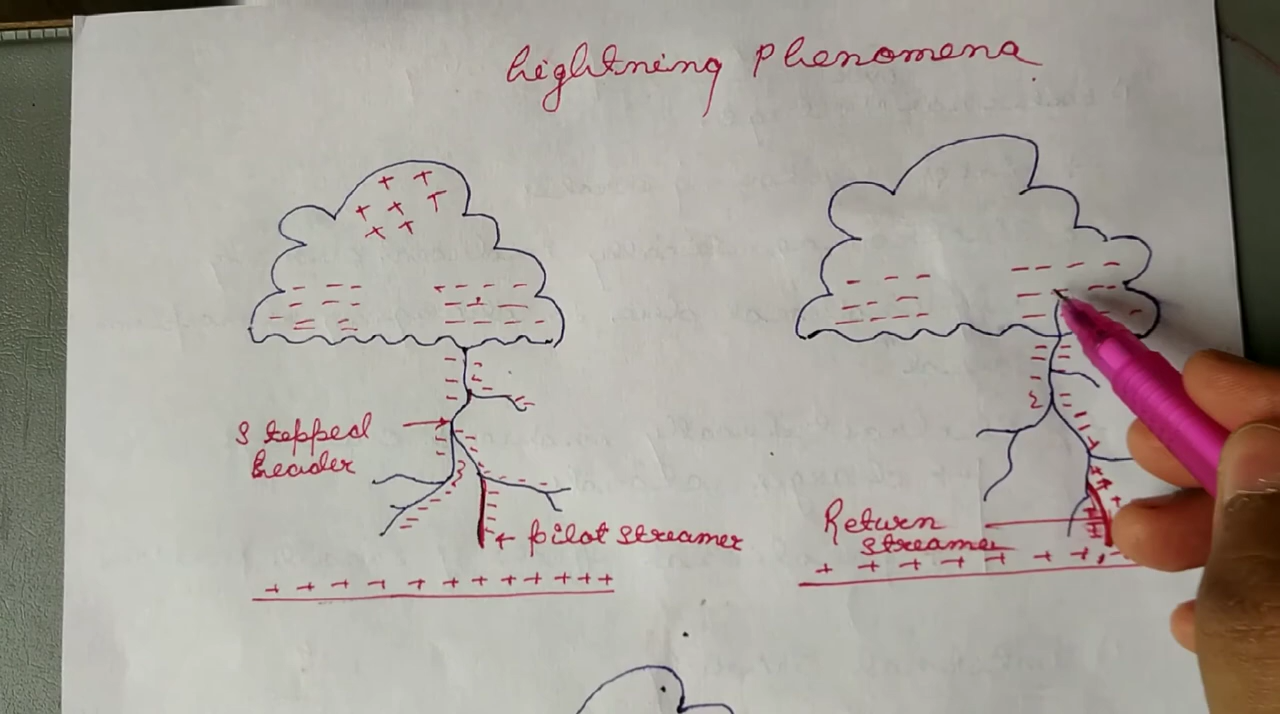 Lightning Phenomena
Stepped
Leader
Pilot streamer
Return
streamer